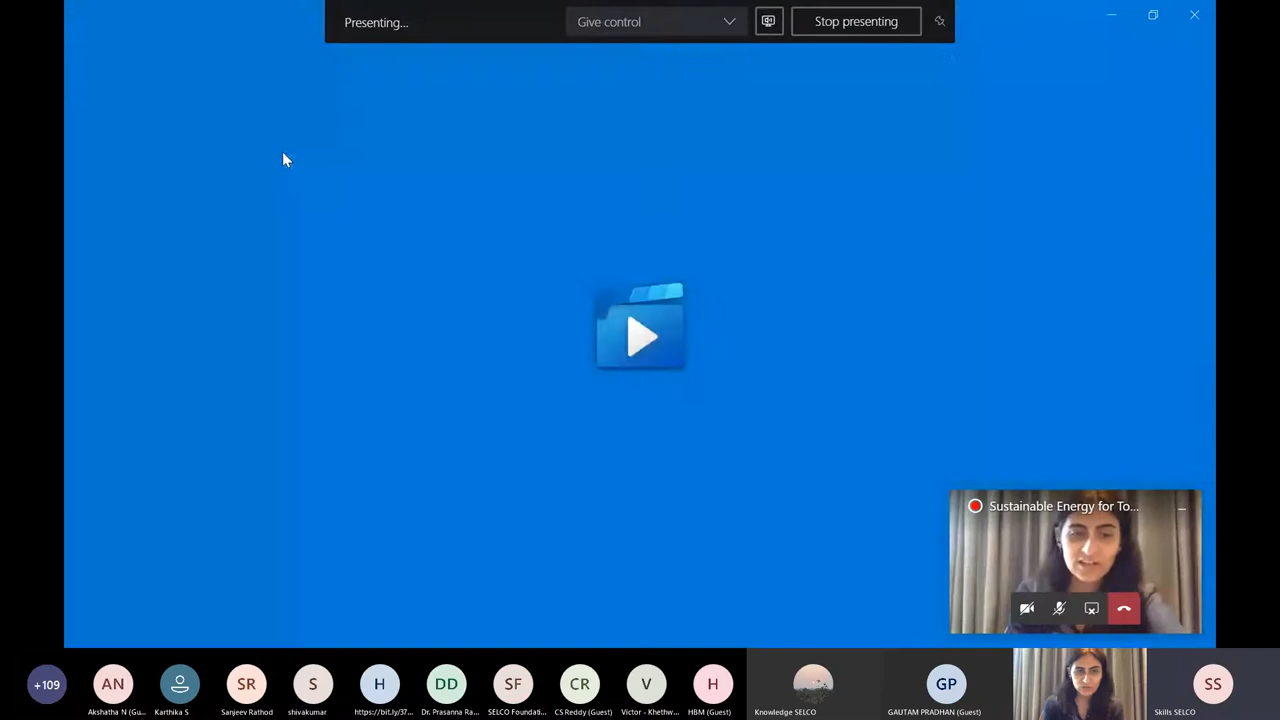 Presenting...
Give control
Stop presenting
Sustainable Energy for To...
+109
AN
SR
S
H
DD
SF
CR
V
H
GP
SS
Akshatha N (Gu...
Karthika S
Sanjeev Rathod
shivakumar
https://bit.ly/37...
Dr. Prasanna Ra...
SELCO Foundati...
CS Reddy (Guest)
Victor - Khethw...
HBM (Guest)
Knowledge SELCO
GAUTAM PRADHAN (Guest)
Skills SELCO